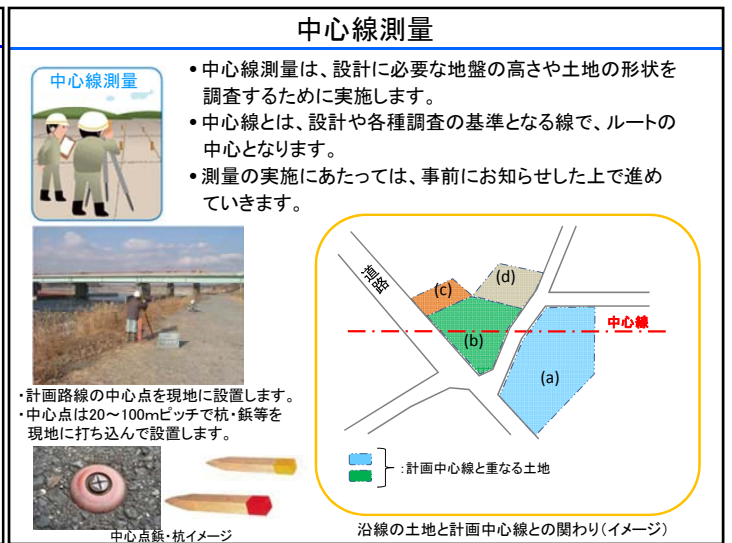 中心線測量
中心線測量
•中心線測量は、設計に必要な地盤の高さや土地の形状を
調査するために実施します。
•中心線とは、設計や各種調査の基準となる線で、ルートの
中心となります。
•測量の実施にあたっては、事前にお知らせした上で進め
ていきます。
・計画路線の中心点を現地に設置します。
・中心点は20～100mピッチで杭・鋲等を
現地に打ち込んで設置します。
中心点鋲・杭イメージ
道路
(c)
(d)
(b)
中心線
(a)
:計画中心線と重なる土地
沿線の土地と計画中心線との関わり(イメージ)